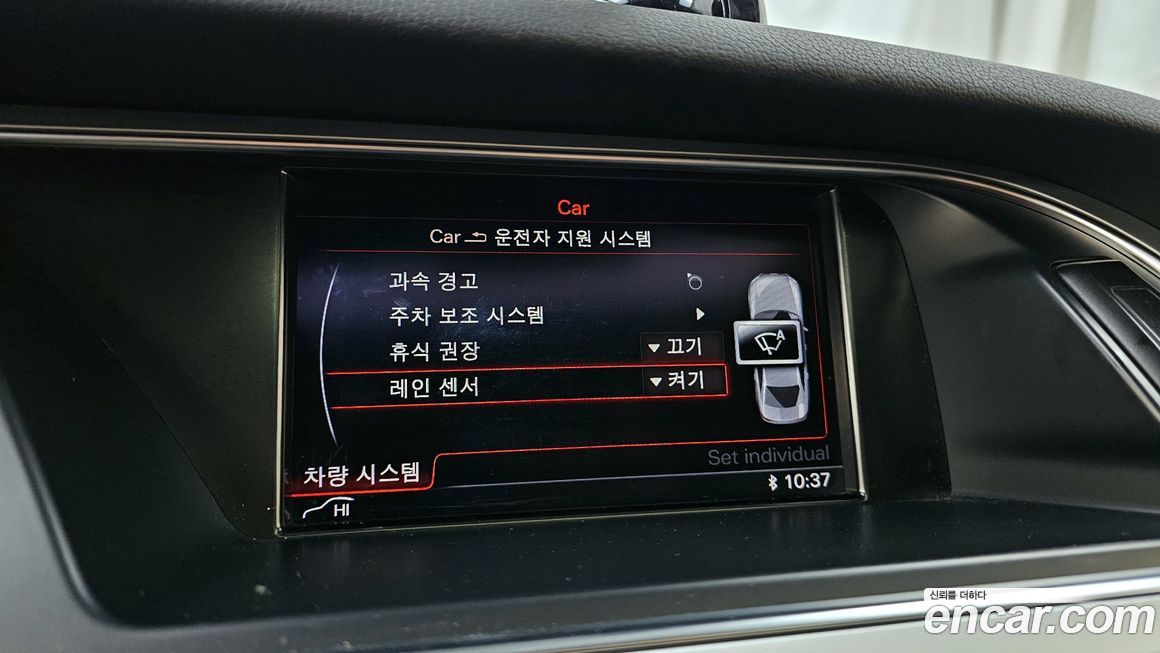 Car
Car 운전자 지원 시스템
과속 경고
주차 보조 시스템
휴식 권장 끄기
레인 센서 켜기
A
Set individual
차량 시스템
10:37
HI
신뢰를 더하다
encar.com